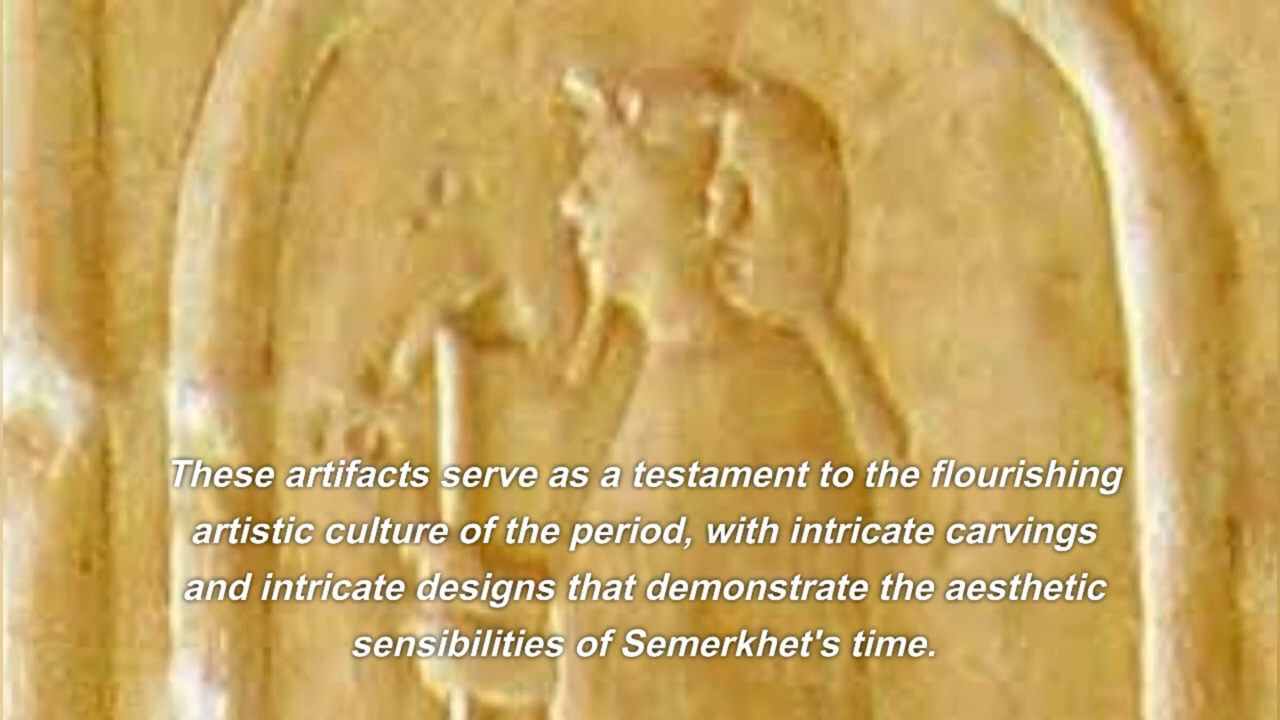 These artifacts serve as a testament to the flourishing
artistic culture of the period, with intricate carvings
and intricate designs that demonstrate the aesthetic
sensibilities of Semerkhet's time.